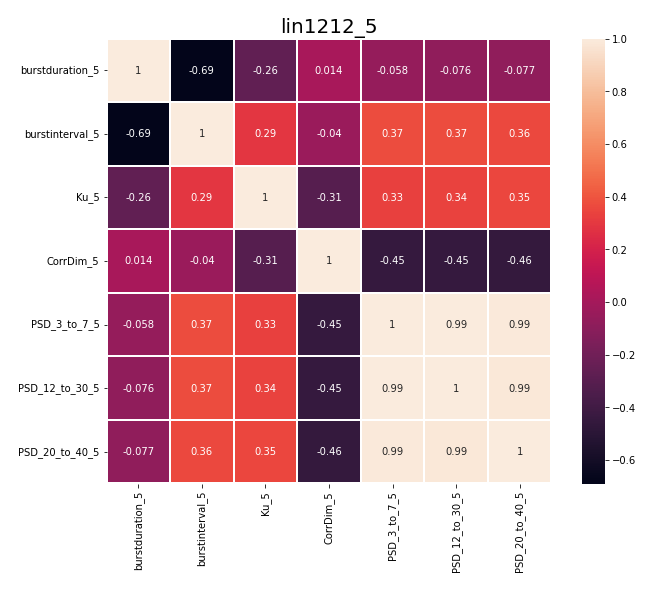 lin1212_5
burstduration_5 1 -0.69 -0.26 0.014 -0.058 -0.076 -0.077
burstinterval_5 -0.69 1 0.29 -0.04 0.37 0.37 0.36
Ku_5 -0.26 0.29 1 -0.31 0.33 0.34 0.35
CorrDim_5 0.014 -0.04 -0.31 1 -0.45 -0.45 -0.46
PSD_3_to_7_5 -0.058 0.37 0.33 -0.45 1 0.99 0.99
PSD_12_to_30_5 -0.076 0.37 0.34 -0.45 0.99 1 0.99
PSD_20_to_40_5 -0.077 0.36 0.35 -0.46 0.99 0.99 1
burstduration_5
burstinterval_5
Ku_5
CorrDim_5
PSD_3_to_7_5
PSD_12_to_30_5
PSD_20_to_40_5
1.0
0.8
0.6
0.4
0.2
0.0
−0.2
−0.4
−0.6